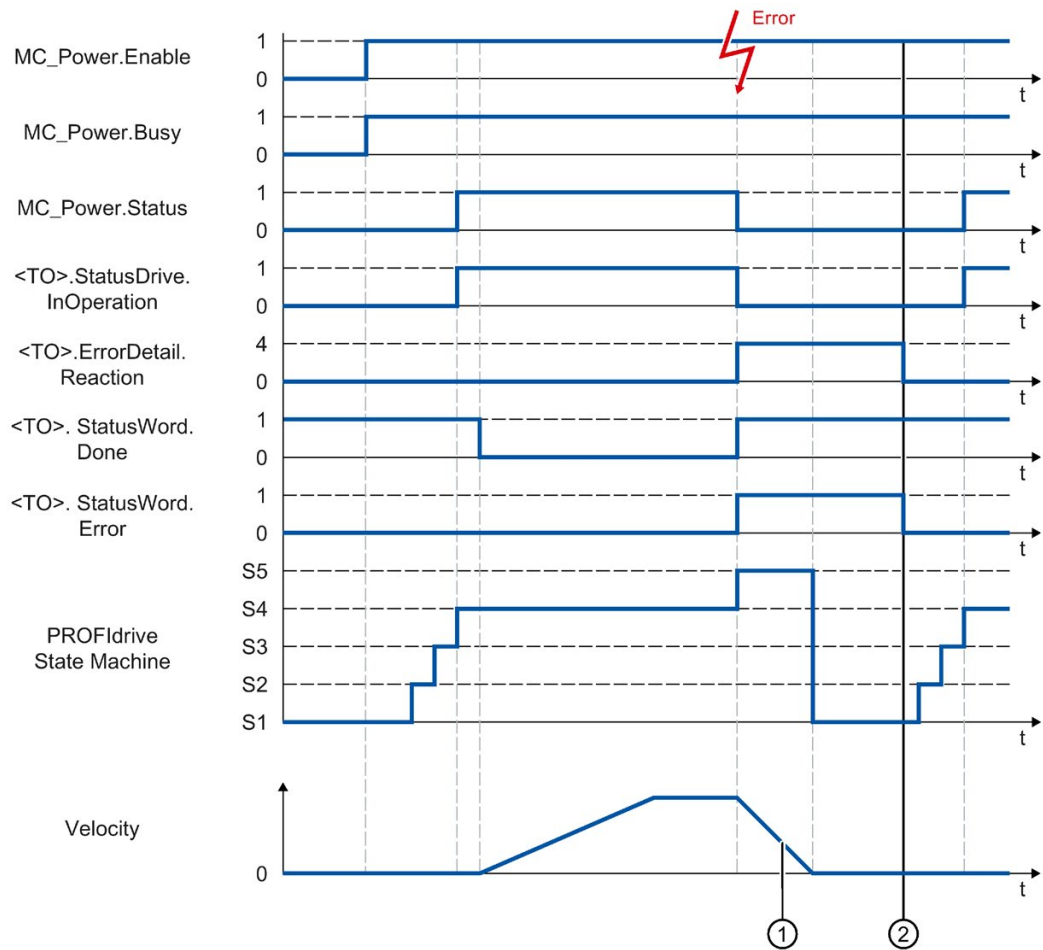 Error
MC_Power.Enable
1
0
t
MC_Power.Busy
1
0
t
MC_Power.Status
1
0
t
<TO>.StatusDrive.
InOperation
1
0
t
<TO>.ErrorDetail.
Reaction
4
0
t
<TO>. StatusWord.
Done
1
0
t
<TO>. StatusWord.
Error
1
0
t
PROFIdrive
State Machine
S5
S4
S3
S2
S1
t
Velocity
0
t
1
2